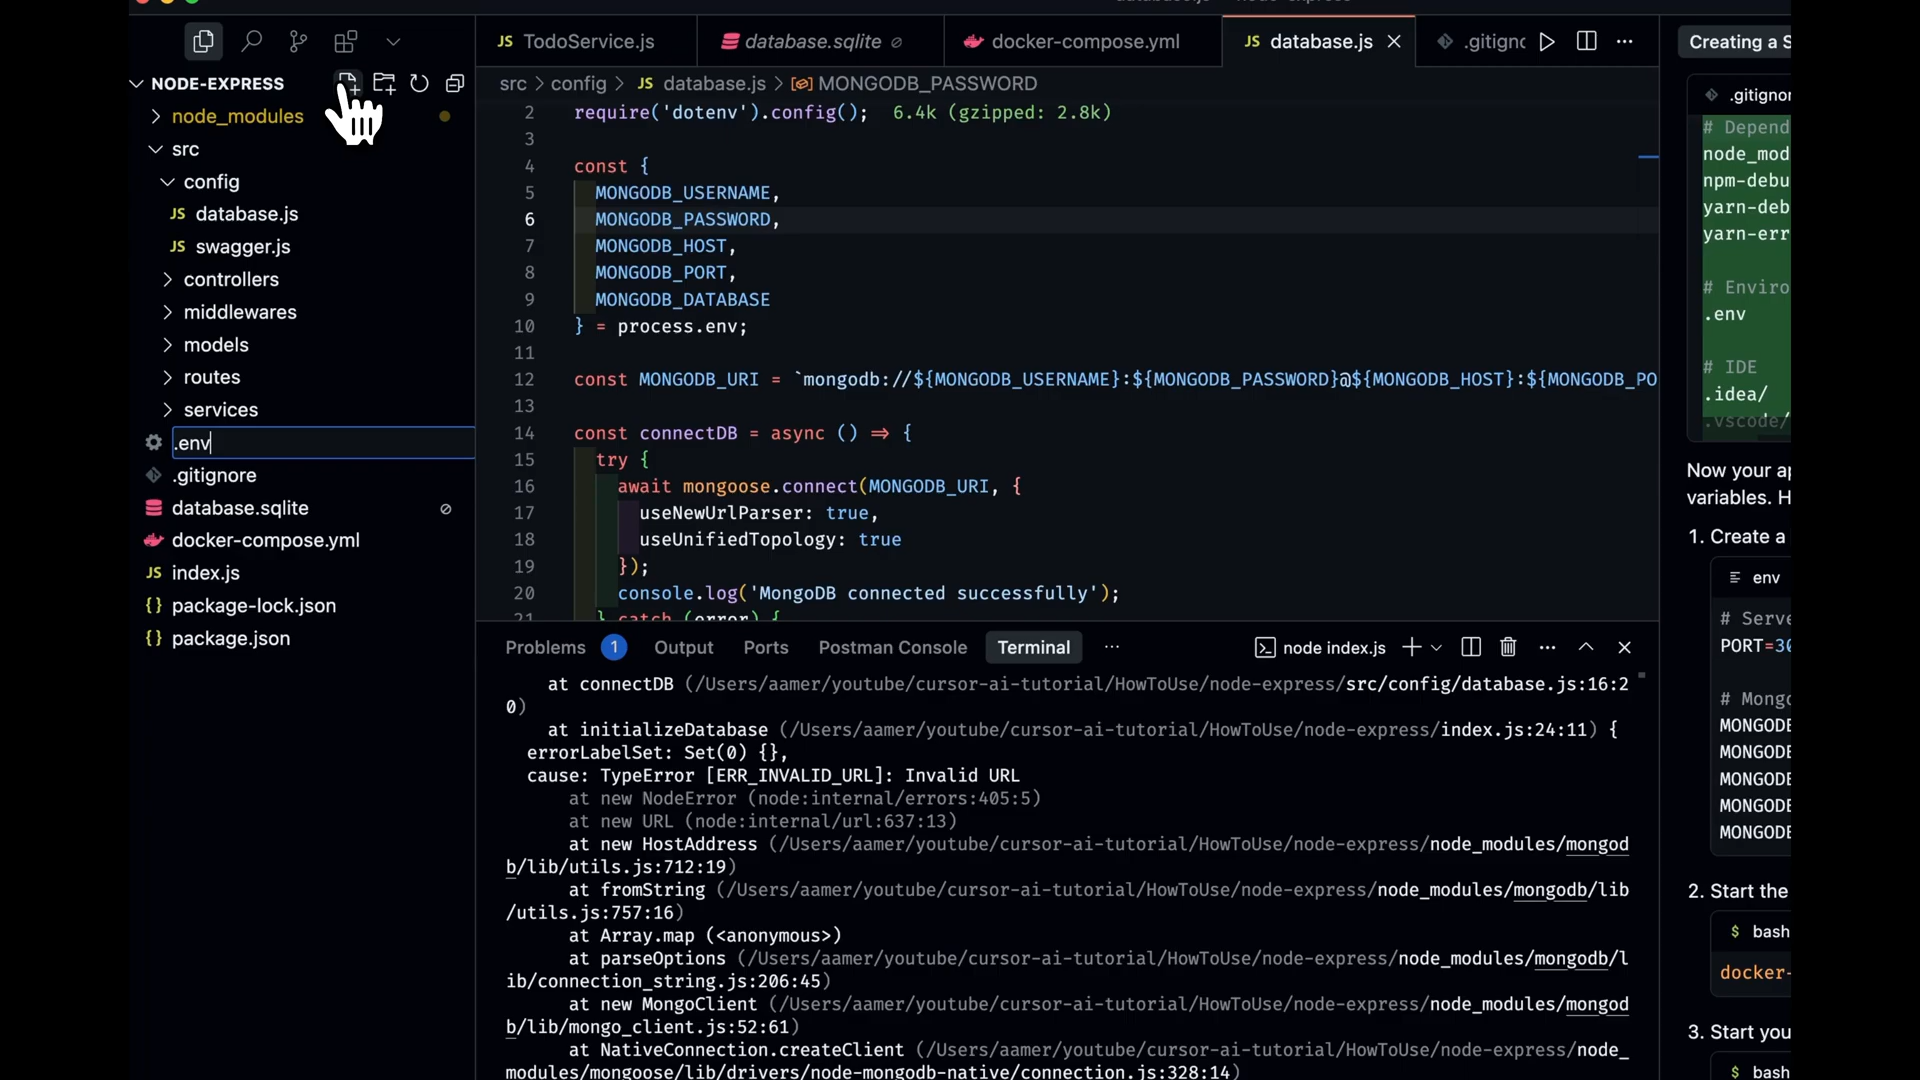 TodoService.js
database.sqlite
docker-compose.yml
JS database.js
.gitignc
NODE-EXPRESS
node_modules
src
config
JS database.js
JS swagger.js
controllers
middlewares
models
routes
services
.env
.gitignore
database.sqlite
docker-compose.yml
JS index.js
{} package-lock.json
{} package.json
src > config > JS database.js > MONGODB_PASSWORD
2 require('dotenv').config(); 6.4k (gzipped: 2.8k)
3
4 const {
5 MONGODB_USERNAME,
6 MONGODB_PASSWORD,
7 MONGODB_HOST,
8 MONGODB_PORT,
9 MONGODB_DATABASE
10 } = process.env;
11
12 const MONGODB_URI = `mongodb://${MONGODB_USERNAME}:${MONGODB_PASSWORD}@${MONGODB_HOST}:${MONGODB_PO
13
14 const connectDB = async () => {
15 try {
16 await mongoose.connect(MONGODB_URI, {
17 useNewUrlParser: true,
18 useUnifiedTopology: true
19 });
20 console.log('MongoDB connected successfully');
21 } catch (error) {
Problems 1 Output Ports Postman Console Terminal ··· node index.js
at connectDB (/Users/aamer/youtube/cursor-ai-tutorial/HowToUse/node-express/src/config/database.js:16:2
0)
at initializeDatabase (/Users/aamer/youtube/cursor-ai-tutorial/HowToUse/node-express/index.js:24:11) {
errorLabelSet: Set(0) {},
cause: TypeError [ERR_INVALID_URL]: Invalid URL
at new NodeError (node:internal/errors:405:5)
at new URL (node:internal/url:637:13)
at new HostAddress (/Users/aamer/youtube/cursor-ai-tutorial/HowToUse/node-express/node_modules/mongod
b/lib/utils.js:712:19)
at fromString (/Users/aamer/youtube/cursor-ai-tutorial/HowToUse/node-express/node_modules/mongodb/lib
/utils.js:757:16)
at Array.map (<anonymous>)
at parseOptions (/Users/aamer/youtube/cursor-ai-tutorial/HowToUse/node-express/node_modules/mongodb/l
ib/connection_string.js:206:45)
at new MongoClient (/Users/aamer/youtube/cursor-ai-tutorial/HowToUse/node-express/node_modules/mongod
b/lib/mongo_client.js:52:61)
at NativeConnection.createClient (/Users/aamer/youtube/cursor-ai-tutorial/HowToUse/node-express/node_
modules/mongoose/lib/drivers/node-mongodb-native/connection.js:328:14)
Creating a S
.gitignor
# Depend
node_mod
npm-debu
yarn-deb
yarn-err
# Enviro
.env
# IDE
.idea/
.vscode/
Now your ap
variables. H
1. Create a
env
# Serve
PORT=30
# Mongo
MONGODB
MONGODB
MONGODB
MONGODB
MONGODB
2. Start the
$ bash
docker-
3. Start you
$ bash